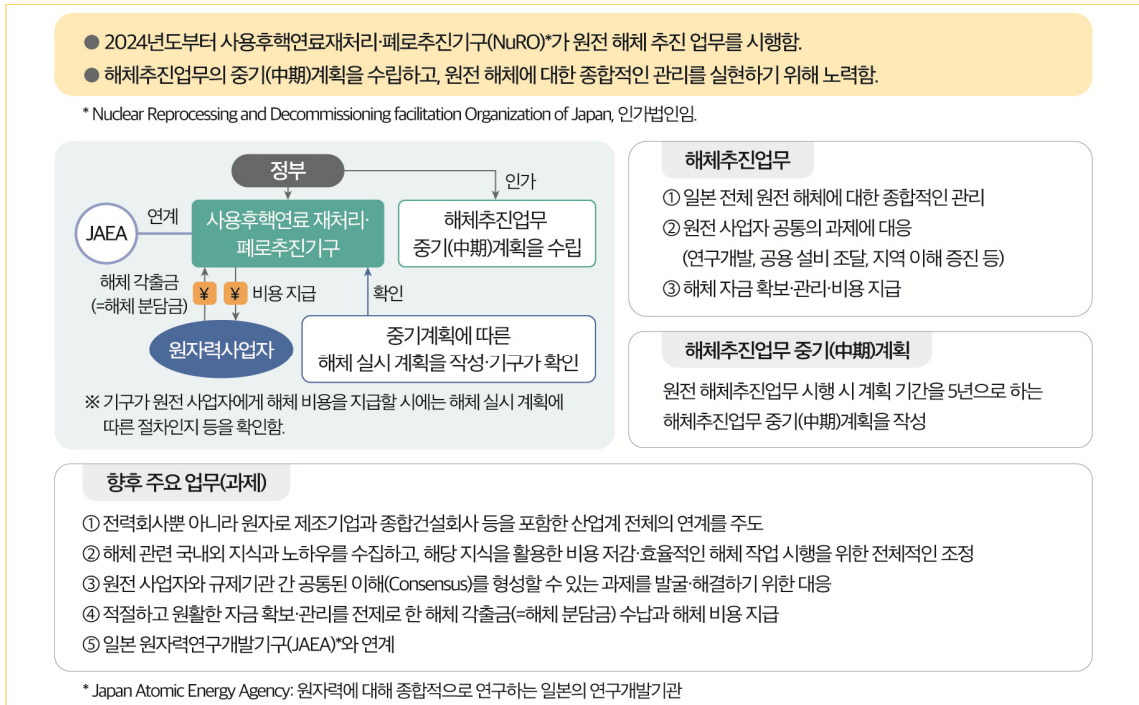 ● 2024년도부터 사용후핵연료재처리·폐로추진기구(NuRO)*가 원전 해체 추진 업무를 시행함.
● 해체추진업무의 중기(中期)계획을 수립하고, 원전 해체에 대한 종합적인 관리를 실현하기 위해 노력함.
* Nuclear Reprocessing and Decommissioning facilitation Organization of Japan, 인가법인임.
정부
인가
JAEA
연계
사용후핵연료 재처리·
폐로추진기구
해체추진업무
중기(中期)계획을 수립
해체 각출금
(=해체 분담금)
¥
¥
비용 지급
확인
원자력사업자
중기계획에 따른
해체 실시 계획을 작성·기구가 확인
※ 기구가 원전 사업자에게 해체 비용을 지급할 시에는 해체 실시 계획에
따른 절차인지 등을 확인함.
해체추진업무
① 일본 전체 원전 해체에 대한 종합적인 관리
② 원전 사업자 공통의 과제에 대응
(연구개발, 공용 설비 조달, 지역 이해 증진 등)
③ 해체 자금 확보·관리·비용 지급
해체추진업무 중기(中期)계획
원전 해체추진업무 시행 시 계획 기간을 5년으로 하는
해체추진업무 중기(中期)계획을 작성
향후 주요 업무(과제)
① 전력회사뿐 아니라 원자로 제조기업과 종합건설회사 등을 포함한 산업계 전체의 연계를 주도
② 해체 관련 국내외 지식과 노하우를 수집하고, 해당 지식을 활용한 비용 저감·효율적인 해체 작업 시행을 위한 전체적인 조정
③ 원전 사업자와 규제기관 간 공통된 이해(Consensus)를 형성할 수 있는 과제를 발굴·해결하기 위한 대응
④ 적절하고 원활한 자금 확보·관리를 전제로 한 해체 각출금(=해체 분담금) 수납과 해체 비용 지급
⑤ 일본 원자력연구개발기구(JAEA)*와 연계
* Japan Atomic Energy Agency: 원자력에 대해 종합적으로 연구하는 일본의 연구개발기관